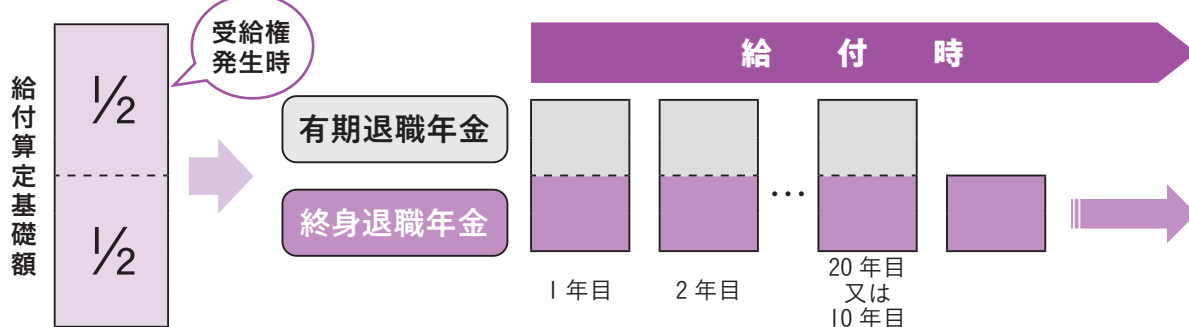 給付算定基礎額
1/2
1/2
受給権
発生時
給付時
有期退職年金
終身退職年金
…
1年目
2年目
20年目
又は
10年目